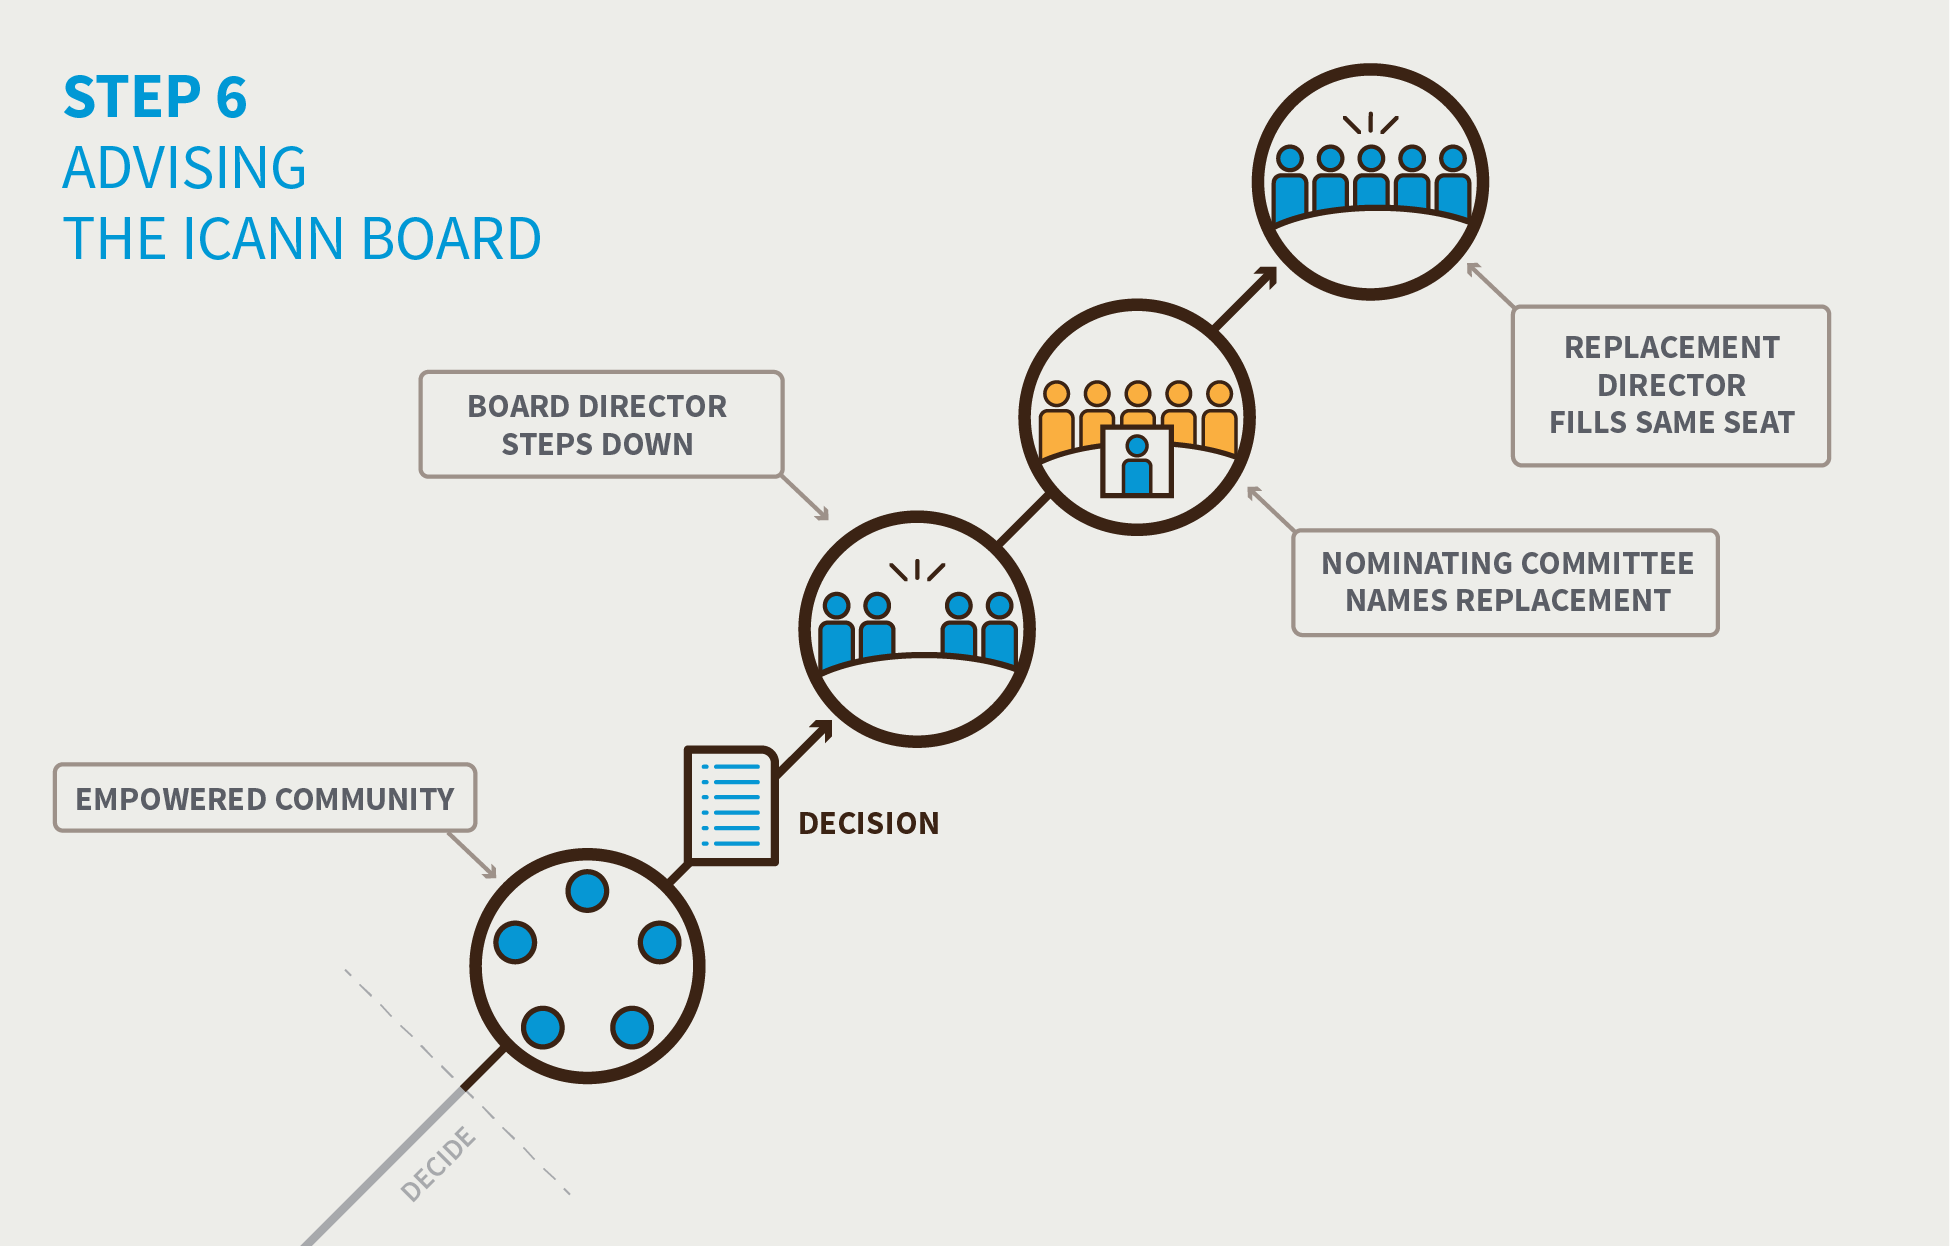 STEP 6
ADVISING
THE ICANN BOARD
BOARD DIRECTOR
STEPS DOWN
REPLACEMENT
DIRECTOR
FILLS SAME SEAT
NOMINATING COMMITTEE
NAMES REPLACEMENT
EMPOWERED COMMUNITY
DECISION
DECIDE